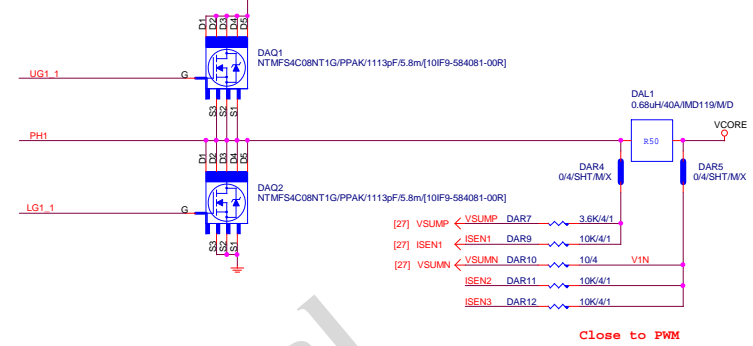 D1 D2 D3 D4 D5
DAQ1
NTMFS4C08NT1G/PPAK/1113pF/5.8m/[10IF9-584081-00R]
UG1_1
G
S3 S2 S1
DAL1
0.68uH/40A/IMD119/M/D
VCORE
PH1
R50
D1 D2 D3 D4 D5
DAR4
0/4/SHT/M/X
DAR5
0/4/SHT/M/X
DAQ2
NTMFS4C08NT1G/PPAK/1113pF/5.8m/[10IF9-584081-00R]
LG1_1
G
S3 S2 S1
[27] VSUMP VSUMP DAR7 3.6K/4/1
[27] ISEN1 ISEN1 DAR9 10K/4/1
[27] VSUMN VSUMN DAR10 10/4 V1N
ISEN2 DAR11 10K/4/1
ISEN3 DAR12 10K/4/1
Close to PWM